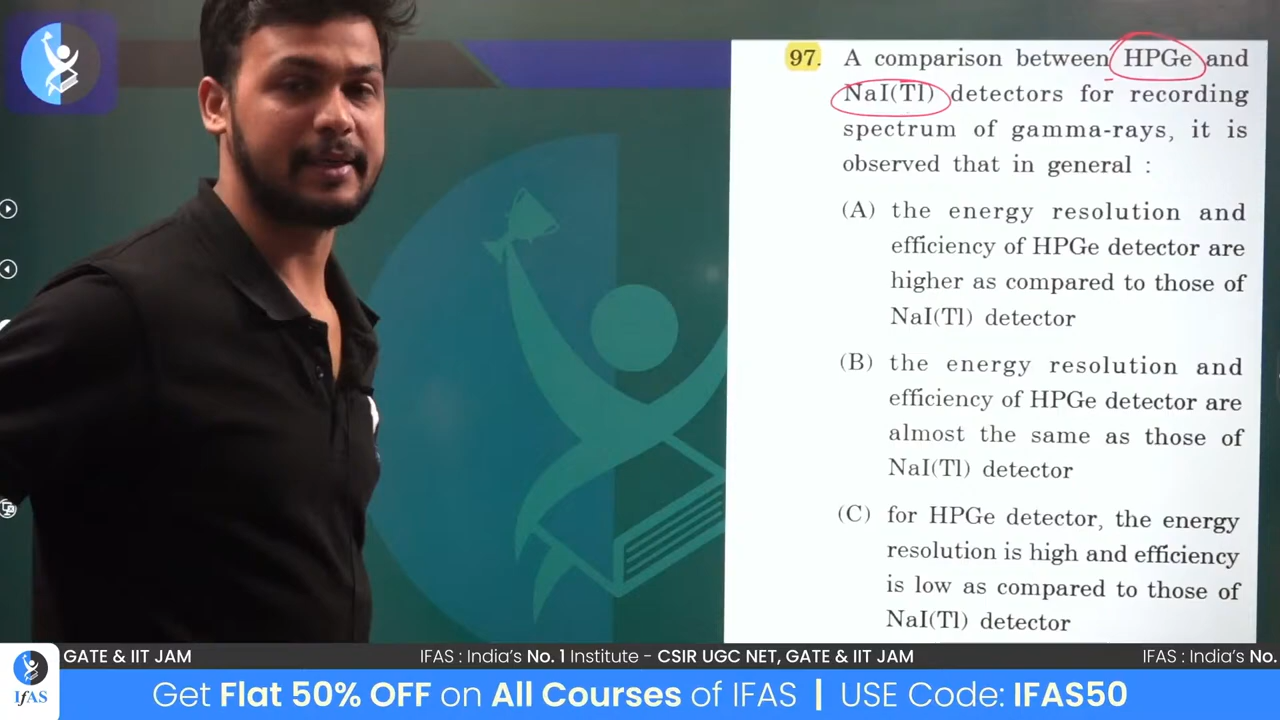 97. A comparison between HPGe and
NaI(Tl) detectors for recording
spectrum of gamma-rays, it is
observed that in general :
(A) the energy resolution and
efficiency of HPGe detector are
higher as compared to those of
NaI(Tl) detector
(B) the energy resolution and
efficiency of HPGe detector are
almost the same as those of
NaI(Tl) detector
(C) for HPGe detector, the energy
resolution is high and efficiency
is low as compared to those of
NaI(Tl) detector
GATE & IIT JAM
IFAS : India's No. 1 Institute - CSIR UGC NET, GATE & IIT JAM
IFAS : India's No.
IfAS
Get Flat 50% OFF on All Courses of IFAS | USE Code: IFAS50